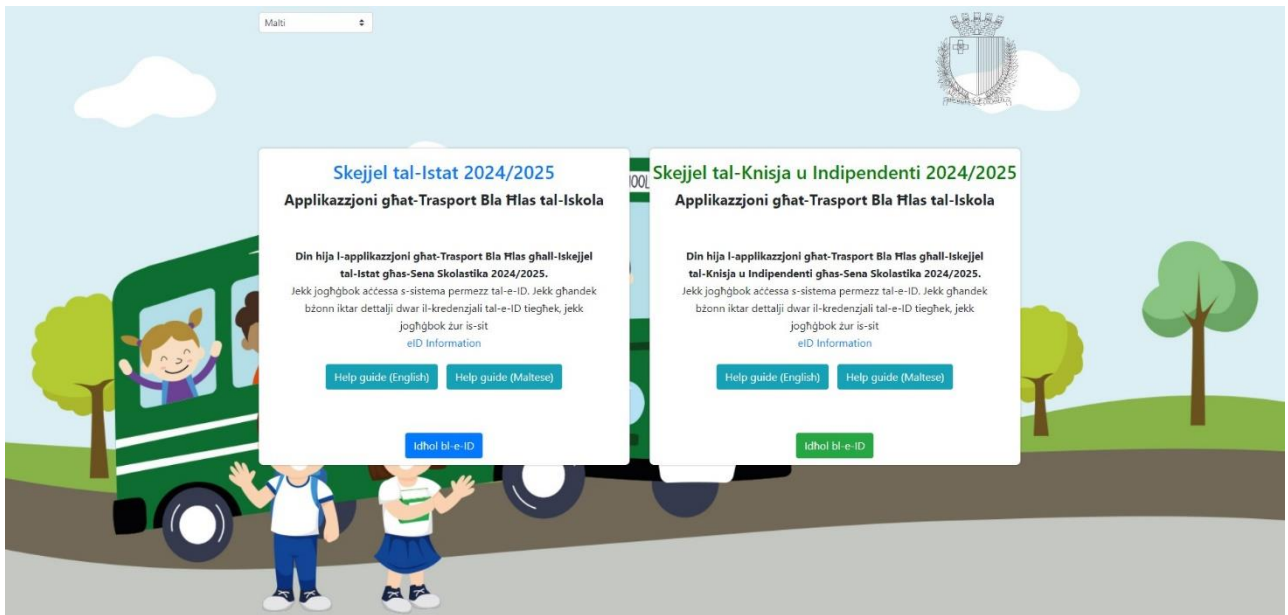 Malti
Skejjel tal-Istat 2024/2025
Applikazzjoni għat-Trasport Bla Ħlas tal-Iskola
Din hija l-applikazzjoni għat-Trasport Bla Ħlas għall-Iskejjel
tal-Istat għas-Sena Skolastika 2024/2025.
Jekk jogħġbok aċċessa s-sistema permezz tal-e-ID. Jekk għandek
bżonn iktar dettalji dwar il-kredenzjali tal-e-ID tiegħek, jekk
jogħġbok żur is-sit
eID Information
Help guide (English) Help guide (Maltese)
Idħol bl-e-ID
Skejjel tal-Knisja u Indipendenti 2024/2025
Applikazzjoni għat-Trasport Bla Ħlas tal-Iskola
Din hija l-applikazzjoni għat-Trasport Bla Ħlas għall-Iskejjel
tal-Knisja u Indipendenti għas-Sena Skolastika 2024/2025.
Jekk jogħġbok aċċessa s-sistema permezz tal-e-ID. Jekk għandek
bżonn iktar dettalji dwar il-kredenzjali tal-e-ID tiegħek, jekk
jogħġbok żur is-sit
eID Information
Help guide (English) Help guide (Maltese)
Idħol bl-e-ID